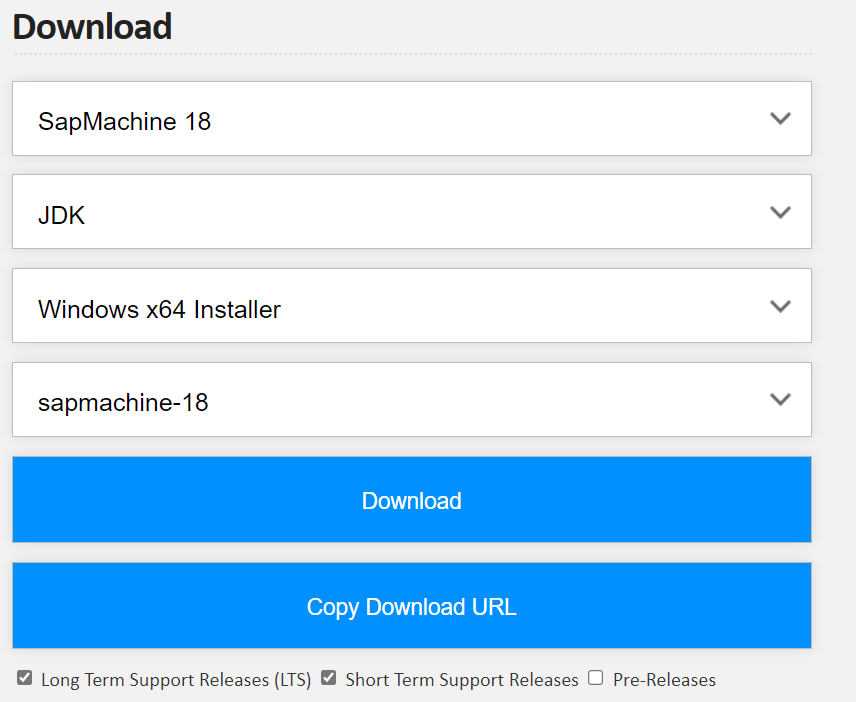 Download
SapMachine 18
JDK
Windows x64 Installer
sapmachine-18
Download
Copy Download URL
Long Term Support Releases (LTS) Short Term Support Releases Pre-Releases